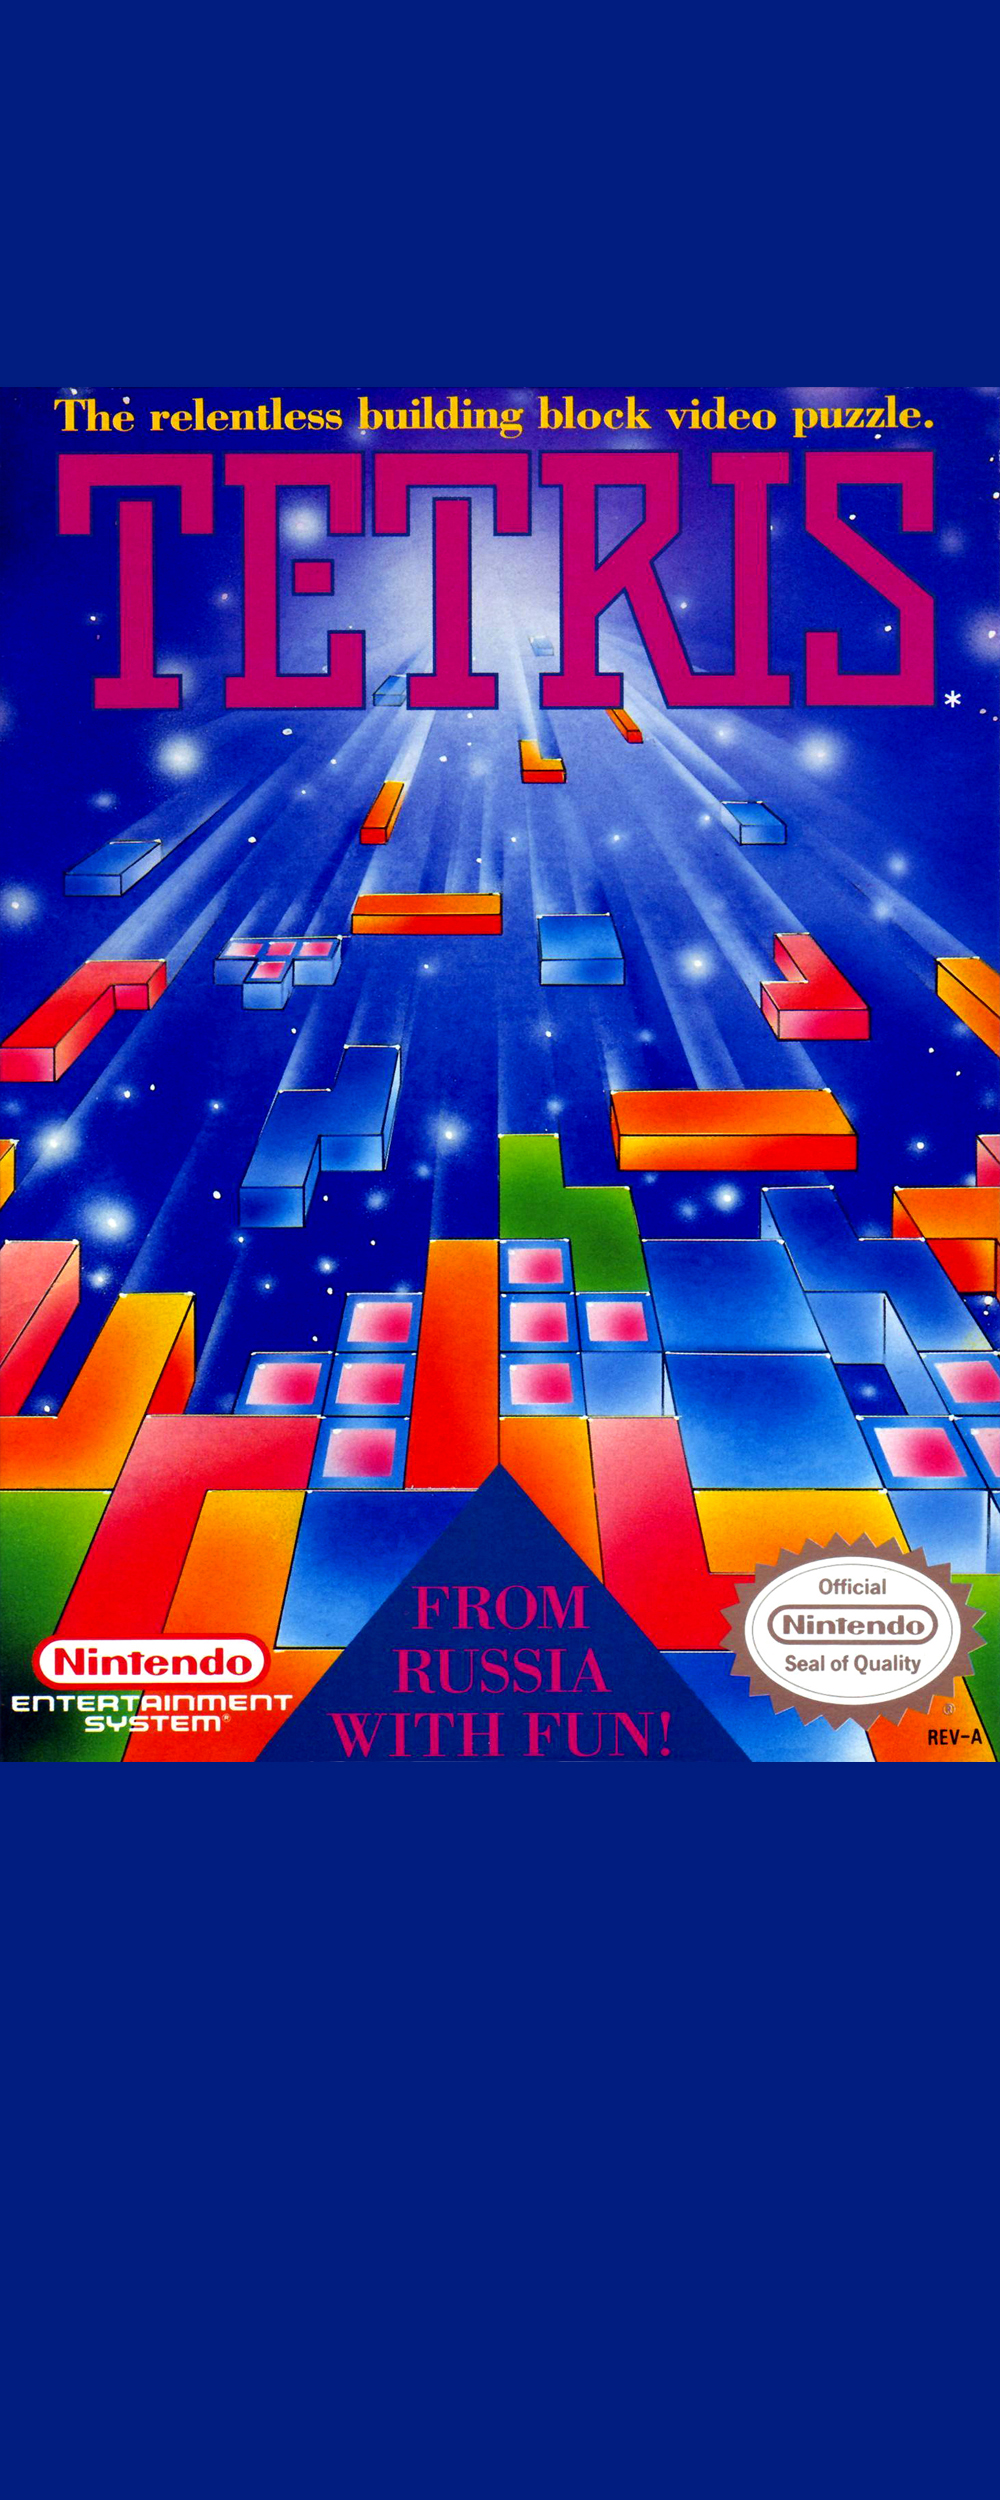 The relentless building block video puzzle.
TETRIS*
FROM
RUSSIA
WITH FUN!
Nintendo
ENTERTAINMENT
SYSTEM®
Official
Nintendo
Seal of Quality
®
REV-A